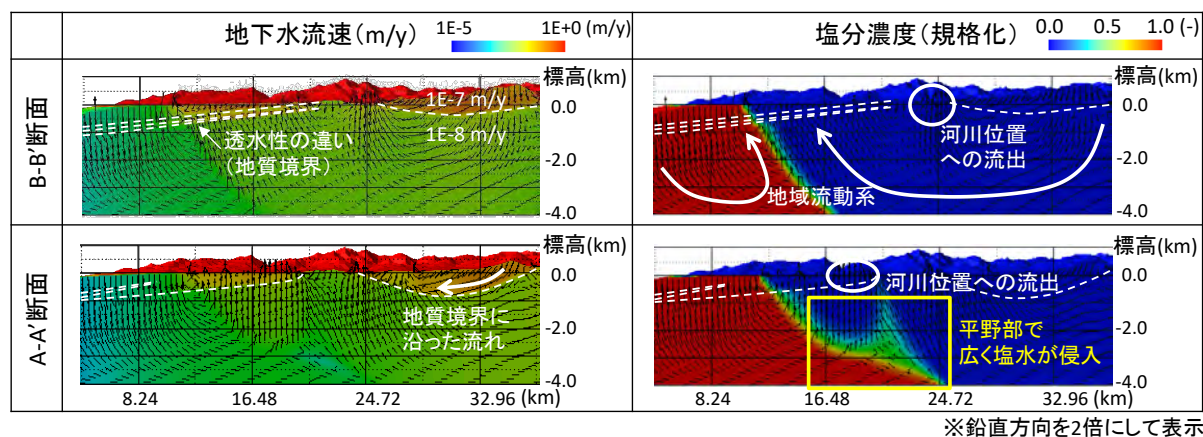 地下水流速(m/y) 1E-5 1E+0 (m/y)
塩分濃度(規格化) 0.0 0.5 1.0 (-)
B-B'断面
標高(km)
1E-7 m/y
0.0
1E-8 m/y
透水性の違い
(地質境界)
-2.0
-4.0
標高(km)
0.0
河川位置
への流出
-2.0
地域流動系
-4.0
A-A'断面
標高(km)
0.0
地質境界に
沿った流れ
-2.0
-4.0
8.24 16.48 24.72 32.96 (km)
標高(km)
河川位置への流出
0.0
平野部で
広く塩水が侵入
-2.0
-4.0
8.24 16.48 24.72 32.96 (km)
※鉛直方向を2倍にして表示